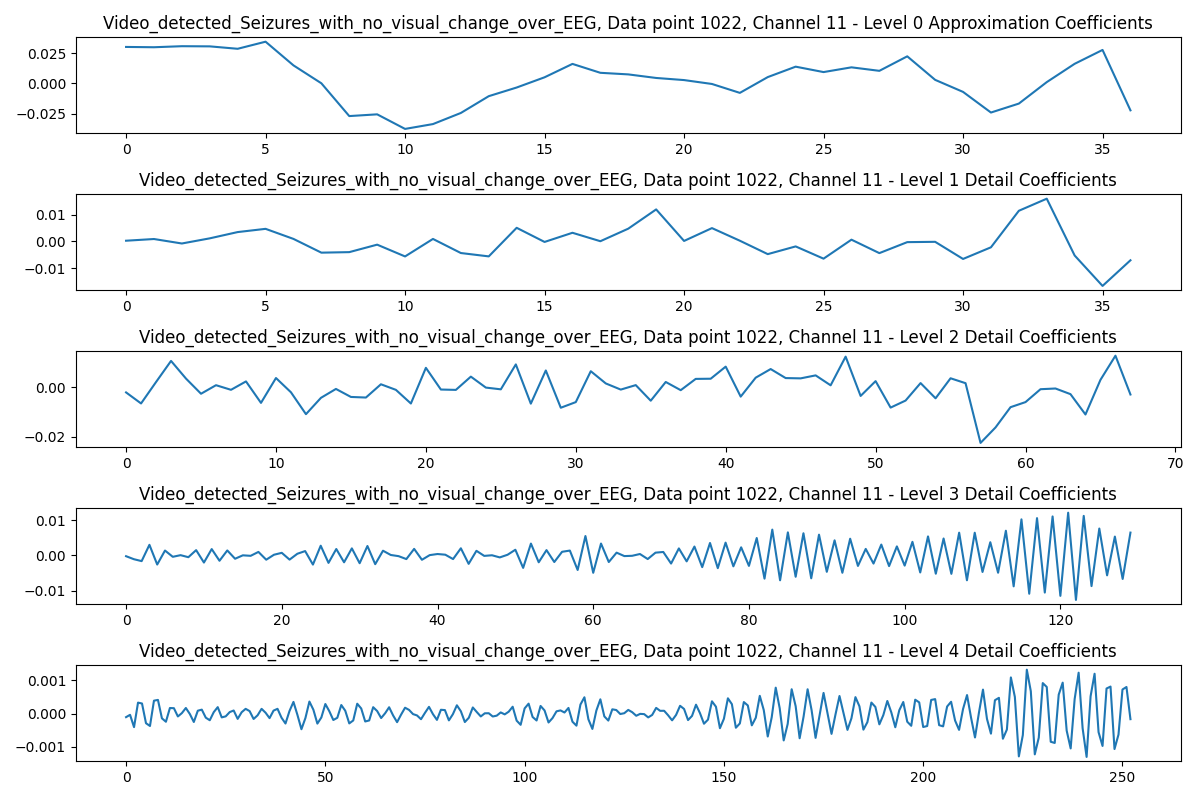 Video_detected_Seizures_with_no_visual_change_over_EEG, Data point 1022, Channel 11 - Level 0 Approximation Coefficients
0.025
0.000
−0.025
0 5 10 15 20 25 30 35
Video_detected_Seizures_with_no_visual_change_over_EEG, Data point 1022, Channel 11 - Level 1 Detail Coefficients
0.01
0.00
−0.01
0 5 10 15 20 25 30 35
Video_detected_Seizures_with_no_visual_change_over_EEG, Data point 1022, Channel 11 - Level 2 Detail Coefficients
0.00
−0.02
0 10 20 30 40 50 60 70
Video_detected_Seizures_with_no_visual_change_over_EEG, Data point 1022, Channel 11 - Level 3 Detail Coefficients
0.01
0.00
−0.01
0 20 40 60 80 100 120
Video_detected_Seizures_with_no_visual_change_over_EEG, Data point 1022, Channel 11 - Level 4 Detail Coefficients
0.001
0.000
−0.001
0 50 100 150 200 250